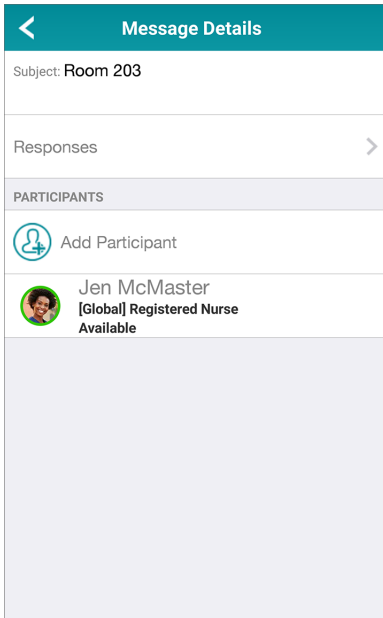 Message Details
Subject: Room 203
Responses
PARTICIPANTS
Add Participant
Jen McMaster
[Global] Registered Nurse
Available